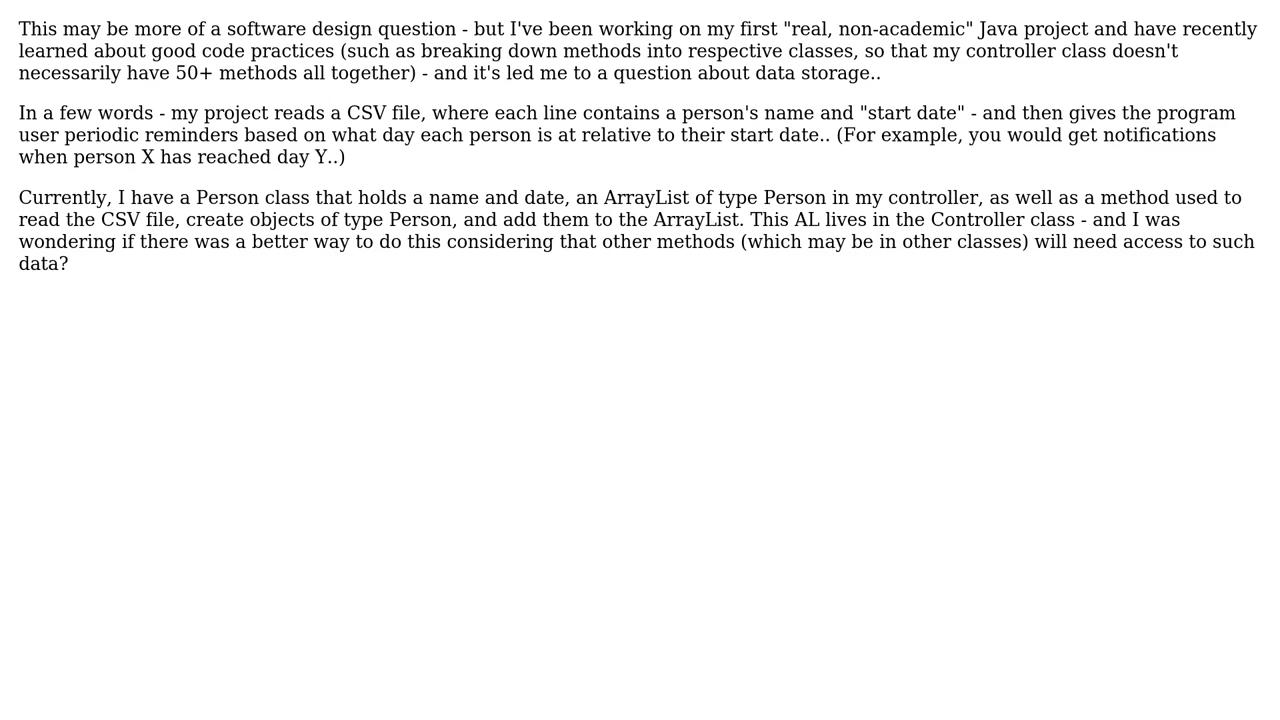 This may be more of a software design question - but I've been working on my first "real, non-academic" Java project and have recently
learned about good code practices (such as breaking down methods into respective classes, so that my controller class doesn't
necessarily have 50+ methods all together) - and it's led me to a question about data storage..
In a few words - my project reads a CSV file, where each line contains a person's name and "start date" - and then gives the program
user periodic reminders based on what day each person is at relative to their start date.. (For example, you would get notifications
when person X has reached day Y..)
Currently, I have a Person class that holds a name and date, an ArrayList of type Person in my controller, as well as a method used to
read the CSV file, create objects of type Person, and add them to the ArrayList. This AL lives in the Controller class - and I was
wondering if there was a better way to do this considering that other methods (which may be in other classes) will need access to such
data?